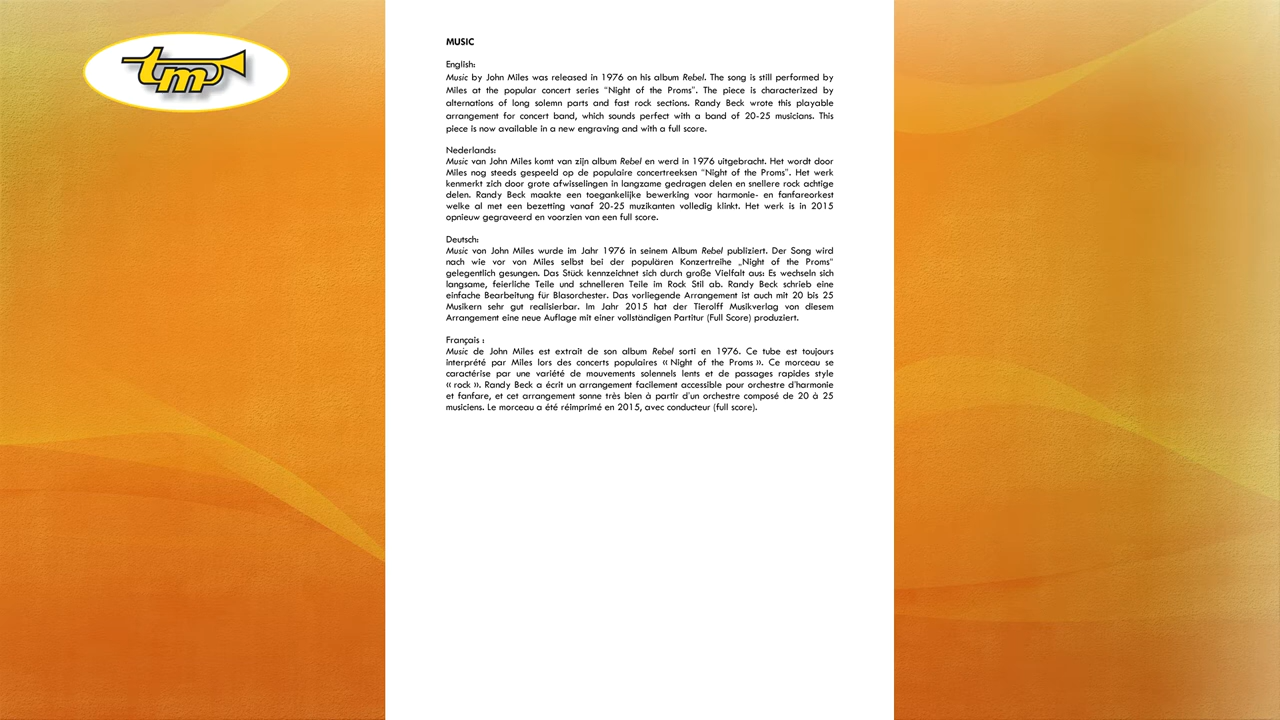 tm
MUSIC
English:
Music by John Miles was released in 1976 on his album Rebel. The song is still performed by
Miles at the popular concert series “Night of the Proms”. The piece is characterized by
alternations of long solemn parts and fast rock sections. Randy Beck wrote this playable
arrangement for concert band, which sounds perfect with a band of 20-25 musicians. This
piece is now available in a new engraving and with a full score.
Nederlands:
Music van John Miles komt van zijn album Rebel en werd in 1976 uitgebracht. Het wordt door
Miles nog steeds gespeeld op de populaire concertreeksen “Night of the Proms”. Het werk
kenmerkt zich door grote afwisselingen in langzame gedragen delen en snellere rock achtige
delen. Randy Beck maakte een toegankelijke bewerking voor harmonie- en fanfareorkest
welke al met een bezetting vanaf 20-25 muzikanten volledig klinkt. Het werk is in 2015
opnieuw gegraveerd en voorzien van een full score.
Deutsch:
Music von John Miles wurde im Jahr 1976 in seinem Album Rebel publiziert. Der Song wird
nach wie vor von Miles selbst bei der populären Konzertreihe „Night of the Proms“
gelegentlich gesungen. Das Stück kennzeichnet sich durch große Vielfalt aus: Es wechseln sich
langsame, feierliche Teile und schnelleren Teile im Rock Stil ab. Randy Beck schrieb eine
einfache Bearbeitung für Blasorchester. Das vorliegende Arrangement ist auch mit 20 bis 25
Musikern sehr gut realisierbar. Im Jahr 2015 hat der Tierolff Musikverlag von diesem
Arrangement eine neue Auflage mit einer vollständigen Partitur (Full Score) produziert.
Français :
Music de John Miles est extrait de son album Rebel sorti en 1976. Ce tube est toujours
interprété par Miles lors des concerts populaires « Night of the Proms ». Ce morceau se
caractérise par une variété de mouvements solennels lents et de passages rapides style
« rock ». Randy Beck a écrit un arrangement facilement accessible pour orchestre d'harmonie
et fanfare, et cet arrangement sonne très bien à partir d'un orchestre composé de 20 à 25
musiciens. Le morceau a été réimprimé en 2015, avec conducteur (full score).